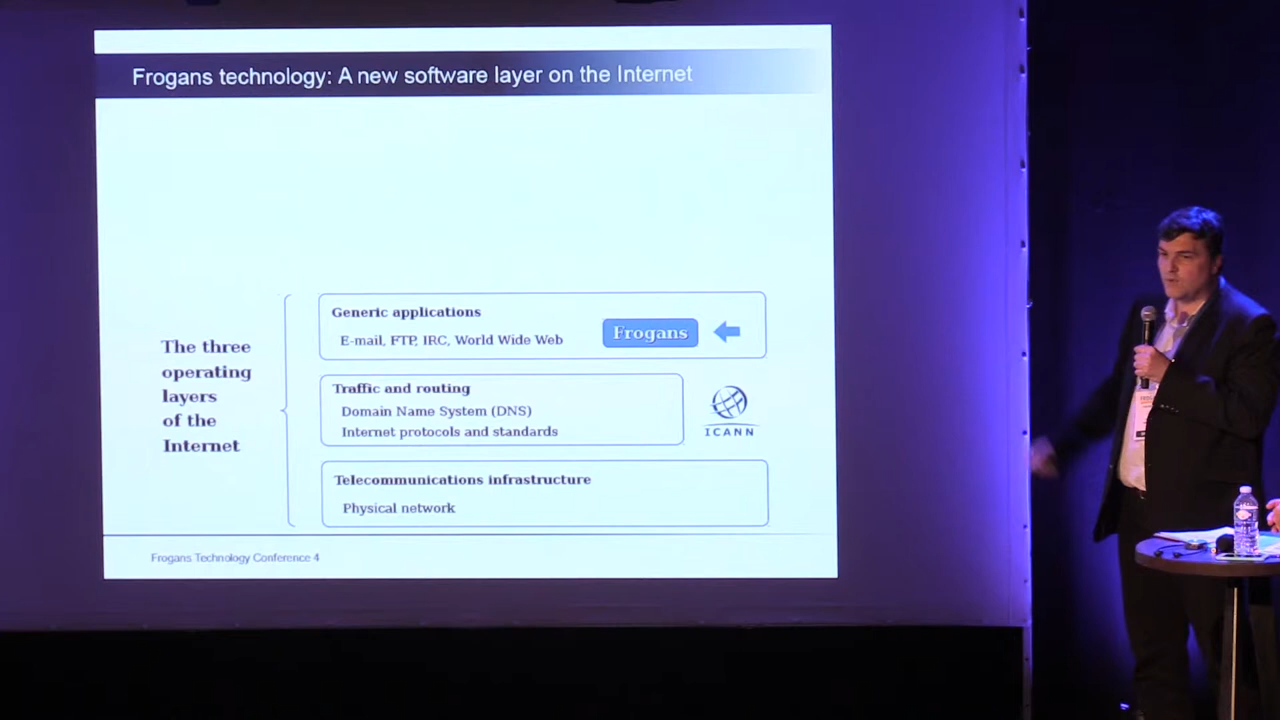 Frogans technology: A new software layer on the Internet
The three
operating
layers
of the
Internet
Generic applications
E-mail, FTP, IRC, World Wide Web
Frogans
Traffic and routing
Domain Name System (DNS)
Internet protocols and standards
ICANN
Telecommunications infrastructure
Physical network
Frogans Technology Conference 4